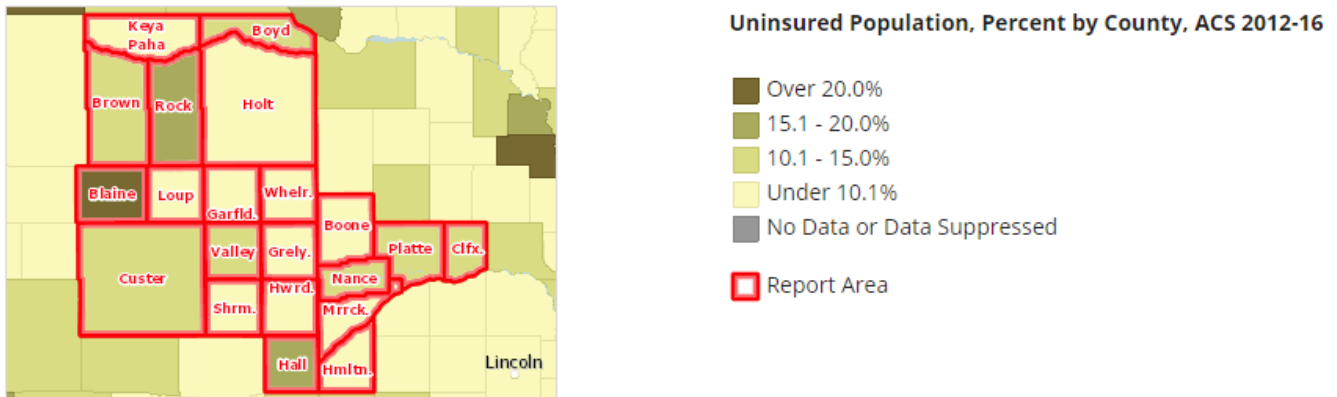 Keya
Paha
Boyd
Brown
Rock
Holt
Blaine
Loup
Garfld.
Whelr.
Boone
Custer
Valley
Grely.
Platte
Clfx.
Nance
Shrm.
Hwrd.
Mrrck.
Hall
Hmltn.
Lincoln
Uninsured Population, Percent by County, ACS 2012-16
Over 20.0%
15.1 - 20.0%
10.1 - 15.0%
Under 10.1%
No Data or Data Suppressed
Report Area